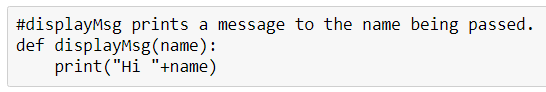 #displayMsg prints a message to the name being passed.
def displayMsg(name):
    print("Hi "+name)